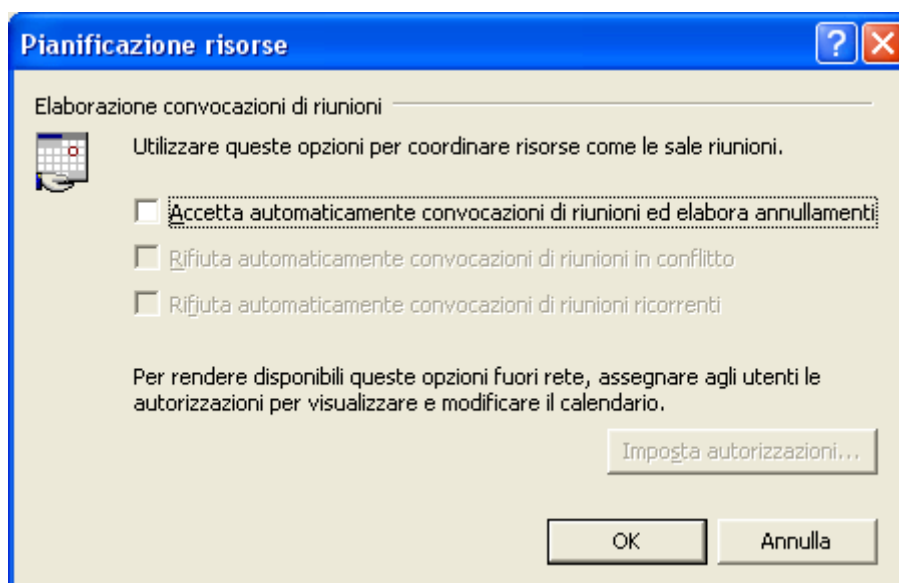 Pianificazione risorse
Elaborazione convocazioni di riunioni
Utilizzare queste opzioni per coordinare risorse come le sale riunioni.
Accetta automaticamente convocazioni di riunioni ed elabora annullamenti
Rifiuta automaticamente convocazioni di riunioni in conflitto
Rifiuta automaticamente convocazioni di riunioni ricorrenti
Per rendere disponibili queste opzioni fuori rete, assegnare agli utenti le
autorizzazioni per visualizzare e modificare il calendario.
Imposta autorizzazioni...
OK Annulla